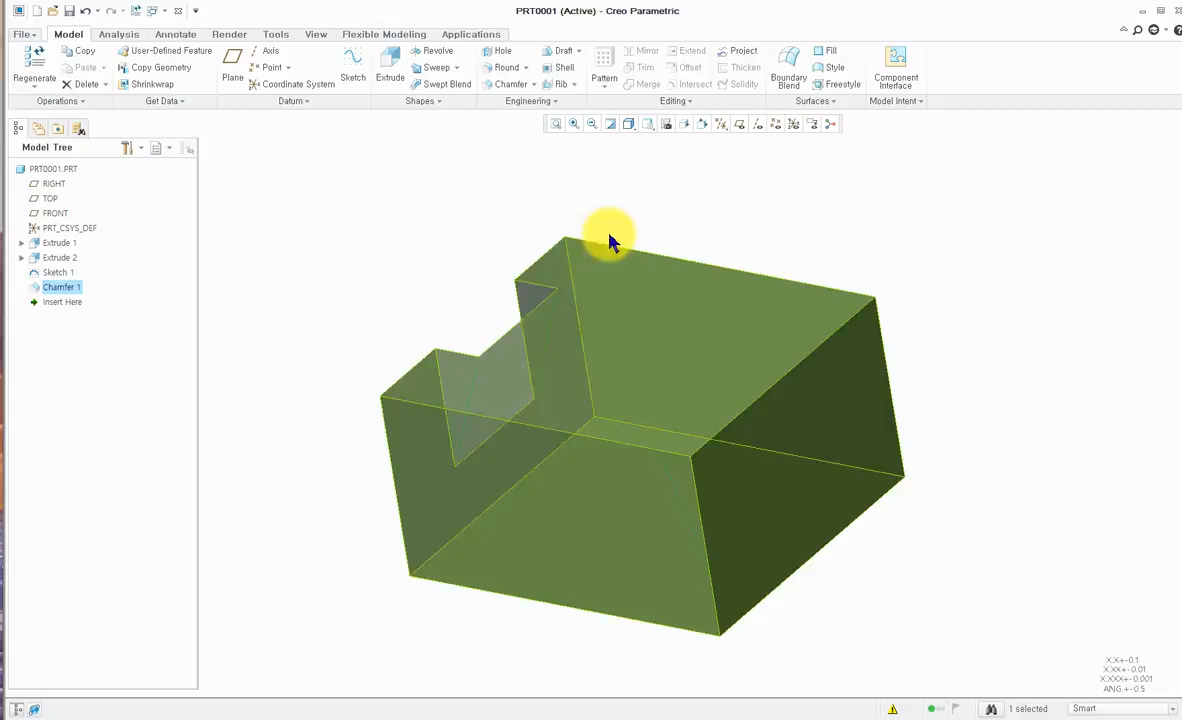 PRT0001 (Active) - Creo Parametric
File Model Analysis Annotate Render Tools View Flexible Modeling Applications
Regenerate
Copy
Paste
Delete
Operations
User-Defined Feature
Copy Geometry
Shrinkwrap
Get Data
Plane
Axis
Point
Coordinate System
Sketch
Datum
Extrude
Revolve
Sweep
Swept Blend
Shapes
Hole
Round
Chamfer
Draft
Shell
Rib
Engineering
Pattern
Mirror
Trim
Merge
Extend
Offset
Intersect
Project
Thicken
Solidify
Editing
Boundary
Blend
Fill
Style
Freestyle
Surfaces
Component
Interface
Model Intent
Model Tree
PRT0001.PRT
RIGHT
TOP
FRONT
PRT_CSYS_DEF
Extrude 1
Extrude 2
Sketch 1
Chamfer 1
Insert Here
X.X+-0.1
X.XX+-0.01
X.XXX+-0.001
ANG.+-0.5
1 selected
Smart